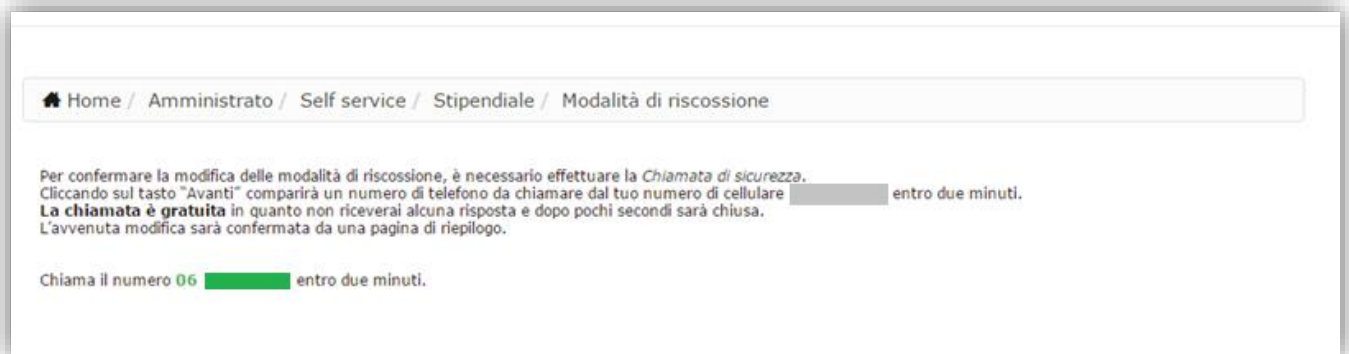 Home / Amministrato / Self service / Stipendiale / Modalità di riscossione
Per confermare la modifica delle modalità di riscossione, è necessario effettuare la Chiamata di sicurezza.
Cliccando sul tasto "Avanti" comparirà un numero di telefono da chiamare dal tuo numero di cellulare entro due minuti.
La chiamata è gratuita in quanto non riceverai alcuna risposta e dopo pochi secondi sarà chiusa.
L'avvenuta modifica sarà confermata da una pagina di riepilogo.
Chiama il numero 06 entro due minuti.